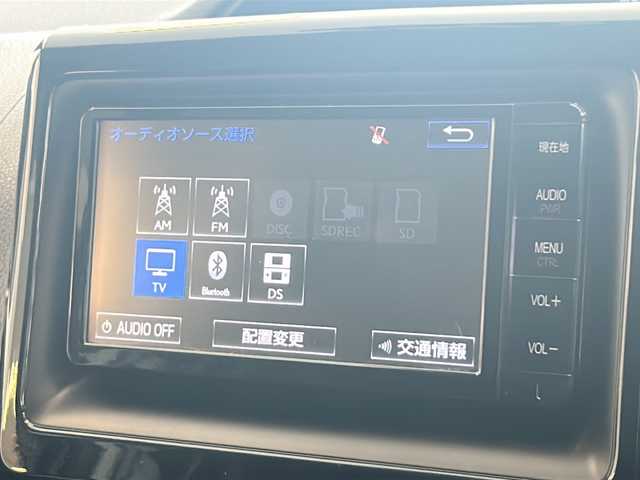 オーディオソース選択
現在地
AM
FM
DISC
SDREC
SD
AUDIO
PWR
TV
Bluetooth
DS
MENU
CTRL
VOL+
AUDIO OFF
配置変更
交通情報
VOL-